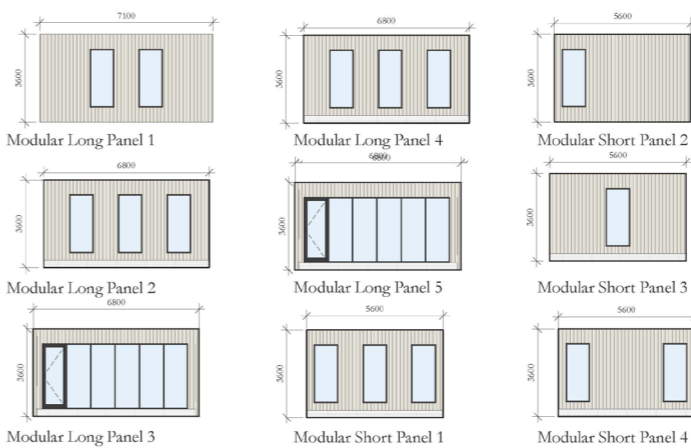 7100
3600
Modular Long Panel 1
6800
3600
Modular Long Panel 4
5600
3600
Modular Short Panel 2
6800
3600
Modular Long Panel 2
6800
3600
Modular Long Panel 5
5600
3600
Modular Short Panel 3
6800
3600
Modular Long Panel 3
5600
3600
Modular Short Panel 1
5600
3600
Modular Short Panel 4